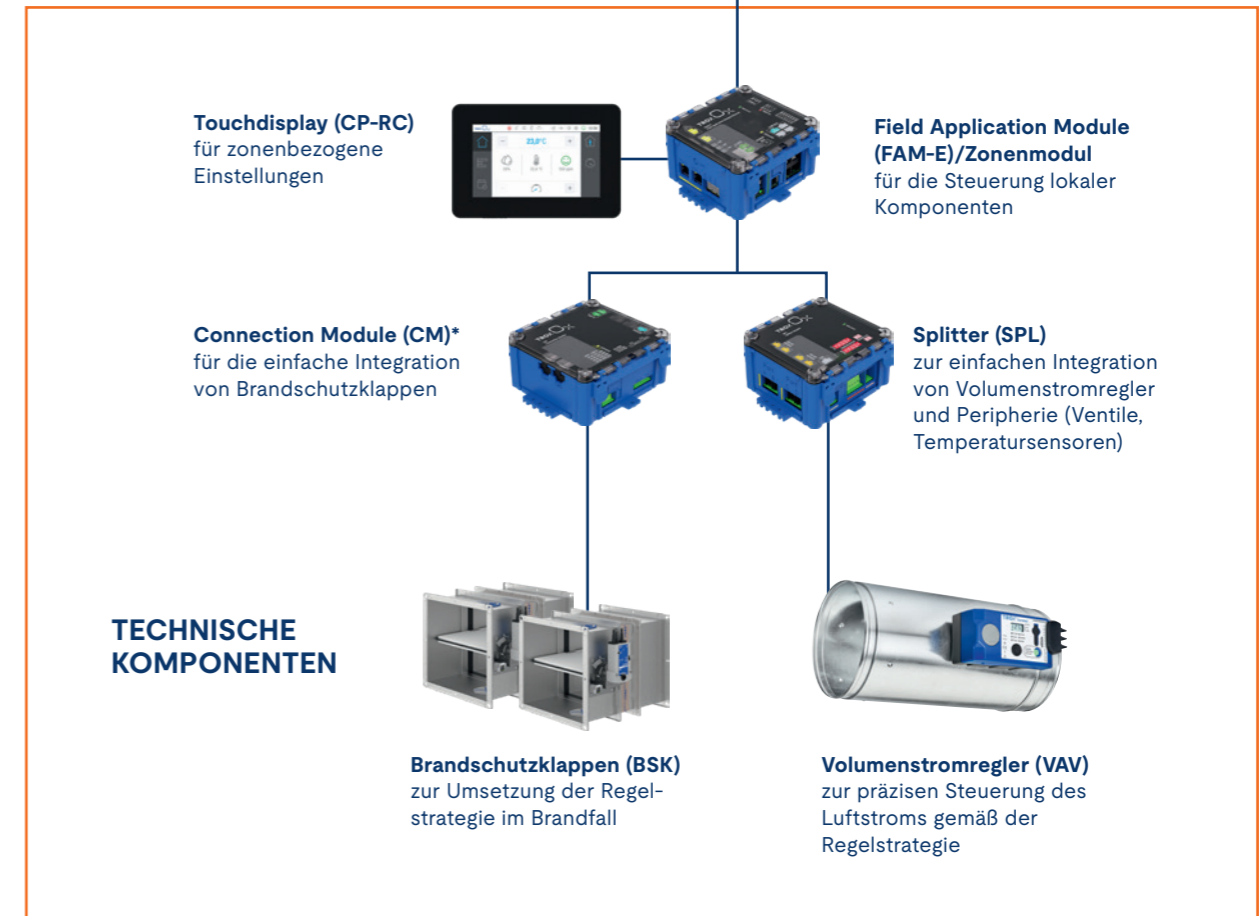 Touchdisplay (CP-RC)
für zonenbezogene
Einstellungen
23,0°C
Field Application Module
(FAM-E)/Zonenmodul
für die Steuerung lokaler
Komponenten
Connection Module (CM)*
für die einfache Integration
von Brandschutzklappen
Splitter (SPL)
zur einfachen Integration
von Volumenstromregler
und Peripherie (Ventile,
Temperatursensoren)
TECHNISCHE
KOMPONENTEN
Brandschutzklappen (BSK)
zur Umsetzung der Regel-
strategie im Brandfall
Volumenstromregler (VAV)
zur präzisen Steuerung des
Luftstroms gemäß der
Regelstrategie